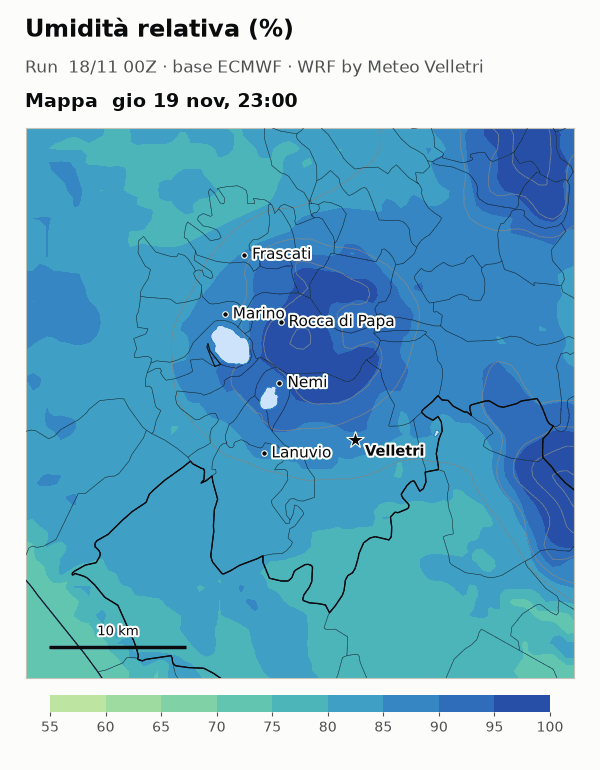 Umidità relativa (%)
Run  18/11 00Z · base ECMWF · WRF by Meteo Velletri
Mappa  gio 19 nov, 23:00
Frascati
Marino
Rocca di Papa
Nemi
Velletri
Lanuvio
10 km
55 60 65 70 75 80 85 90 95 100